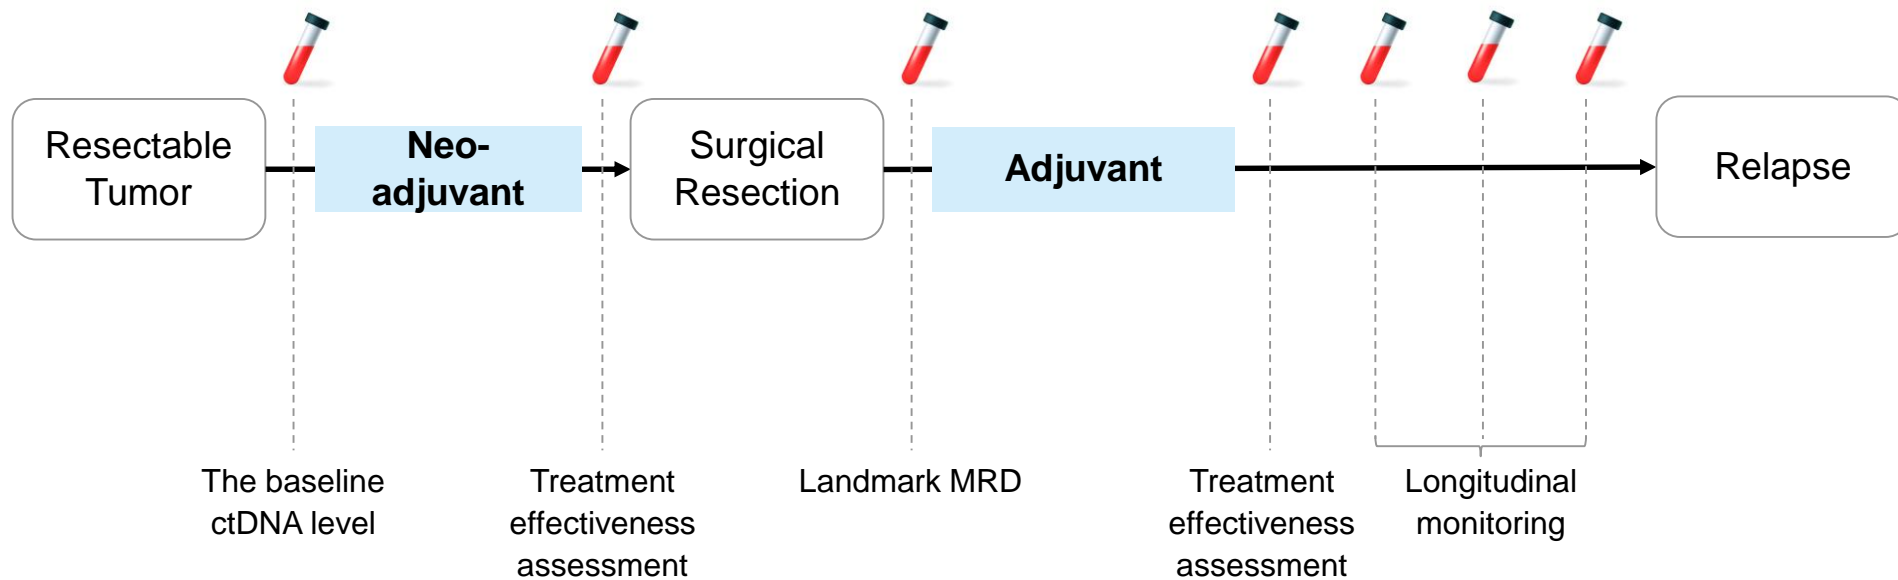 Resectable
Tumor
Neo-
adjuvant
Surgical
Resection
Adjuvant
Relapse
The baseline
ctDNA level
Treatment
effectiveness
assessment
Landmark MRD
Treatment
effectiveness
assessment
Longitudinal
monitoring